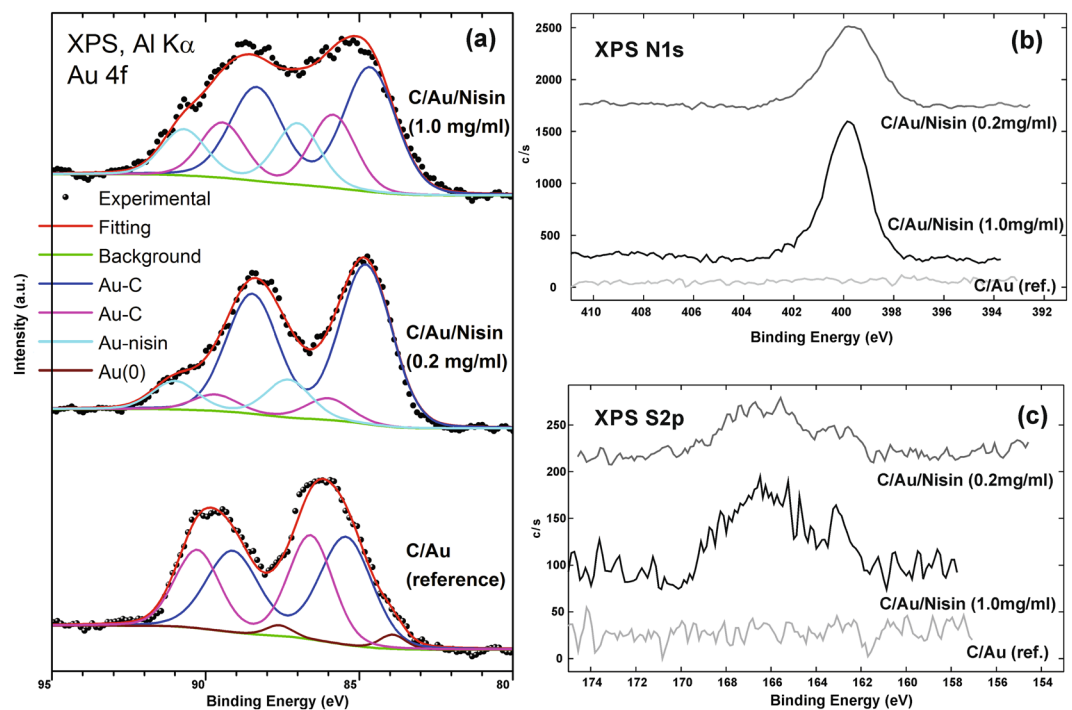 XPS, Al Kα
Au 4f
(a)
C/Au/Nisin
(1.0 mg/ml)
Experimental
Fitting
Background
Au-C
Au-C
Au-nisin
Au(0)
C/Au/Nisin
(0.2 mg/ml)
C/Au
(reference)
Intensity (a.u.)
95 90 85 80
Binding Energy (eV)
XPS N1s
(b)
2500
2000
1500
1000
500
0
c/s
C/Au/Nisin (0.2mg/ml)
C/Au/Nisin (1.0mg/ml)
C/Au (ref.)
410 408 406 404 402 400 398 396 394 392
Binding Energy (eV)
XPS S2p
(c)
250
200
150
100
50
0
c/s
C/Au/Nisin (0.2mg/ml)
C/Au/Nisin (1.0mg/ml)
C/Au (ref.)
174 172 170 168 166 164 162 160 158 156 154
Binding Energy (eV)